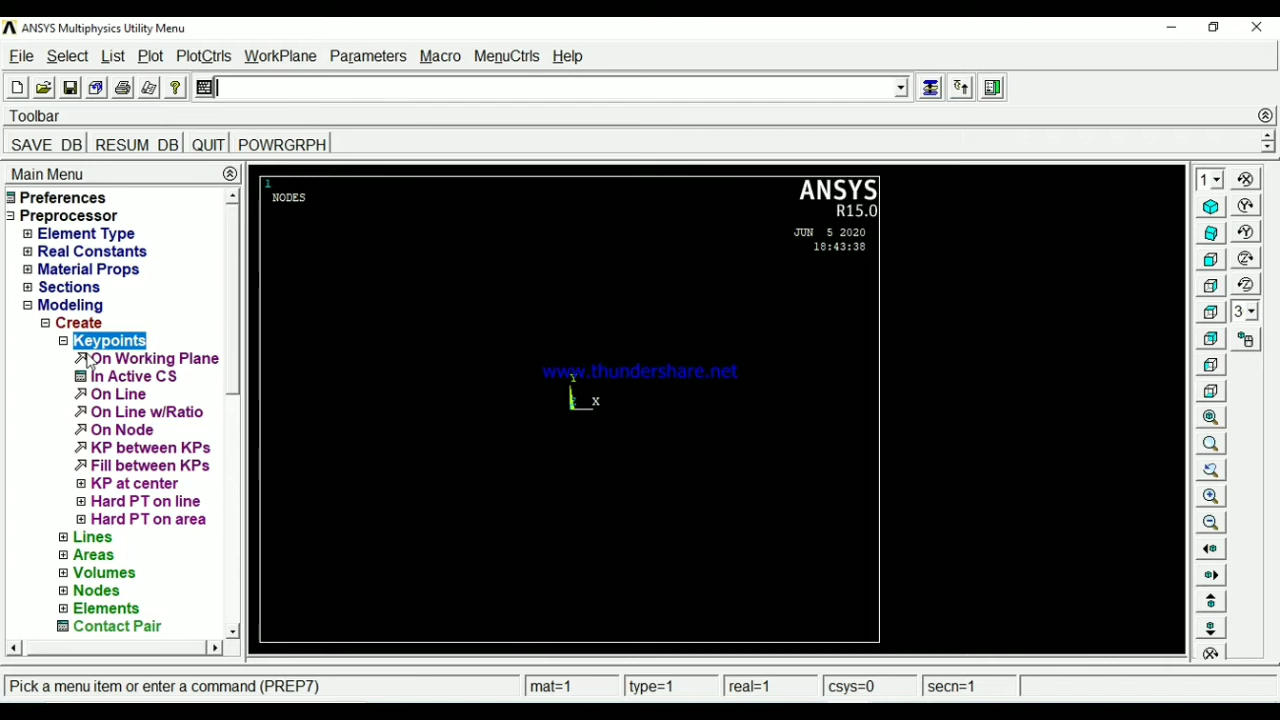 ANSYS Multiphysics Utility Menu
File Select List Plot PlotCtrls WorkPlane Parameters Macro MenuCtrls Help
Toolbar
SAVE_DB RESUM_DB QUIT POWRGRPH
Main Menu
Preferences
Preprocessor
Element Type
Real Constants
Material Props
Sections
Modeling
Create
Keypoints
On Working Plane
In Active CS
On Line
On Line w/Ratio
On Node
KP between KPs
Fill between KPs
KP at center
Hard PT on line
Hard PT on area
Lines
Areas
Volumes
Nodes
Elements
Contact Pair
1
NODES
ANSYS
R15.0
JUN 5 2020
18:43:38
www.thundershare.net
Y
Z X
1
3
Pick a menu item or enter a command (PREP7) mat=1 type=1 real=1 csys=0 secn=1